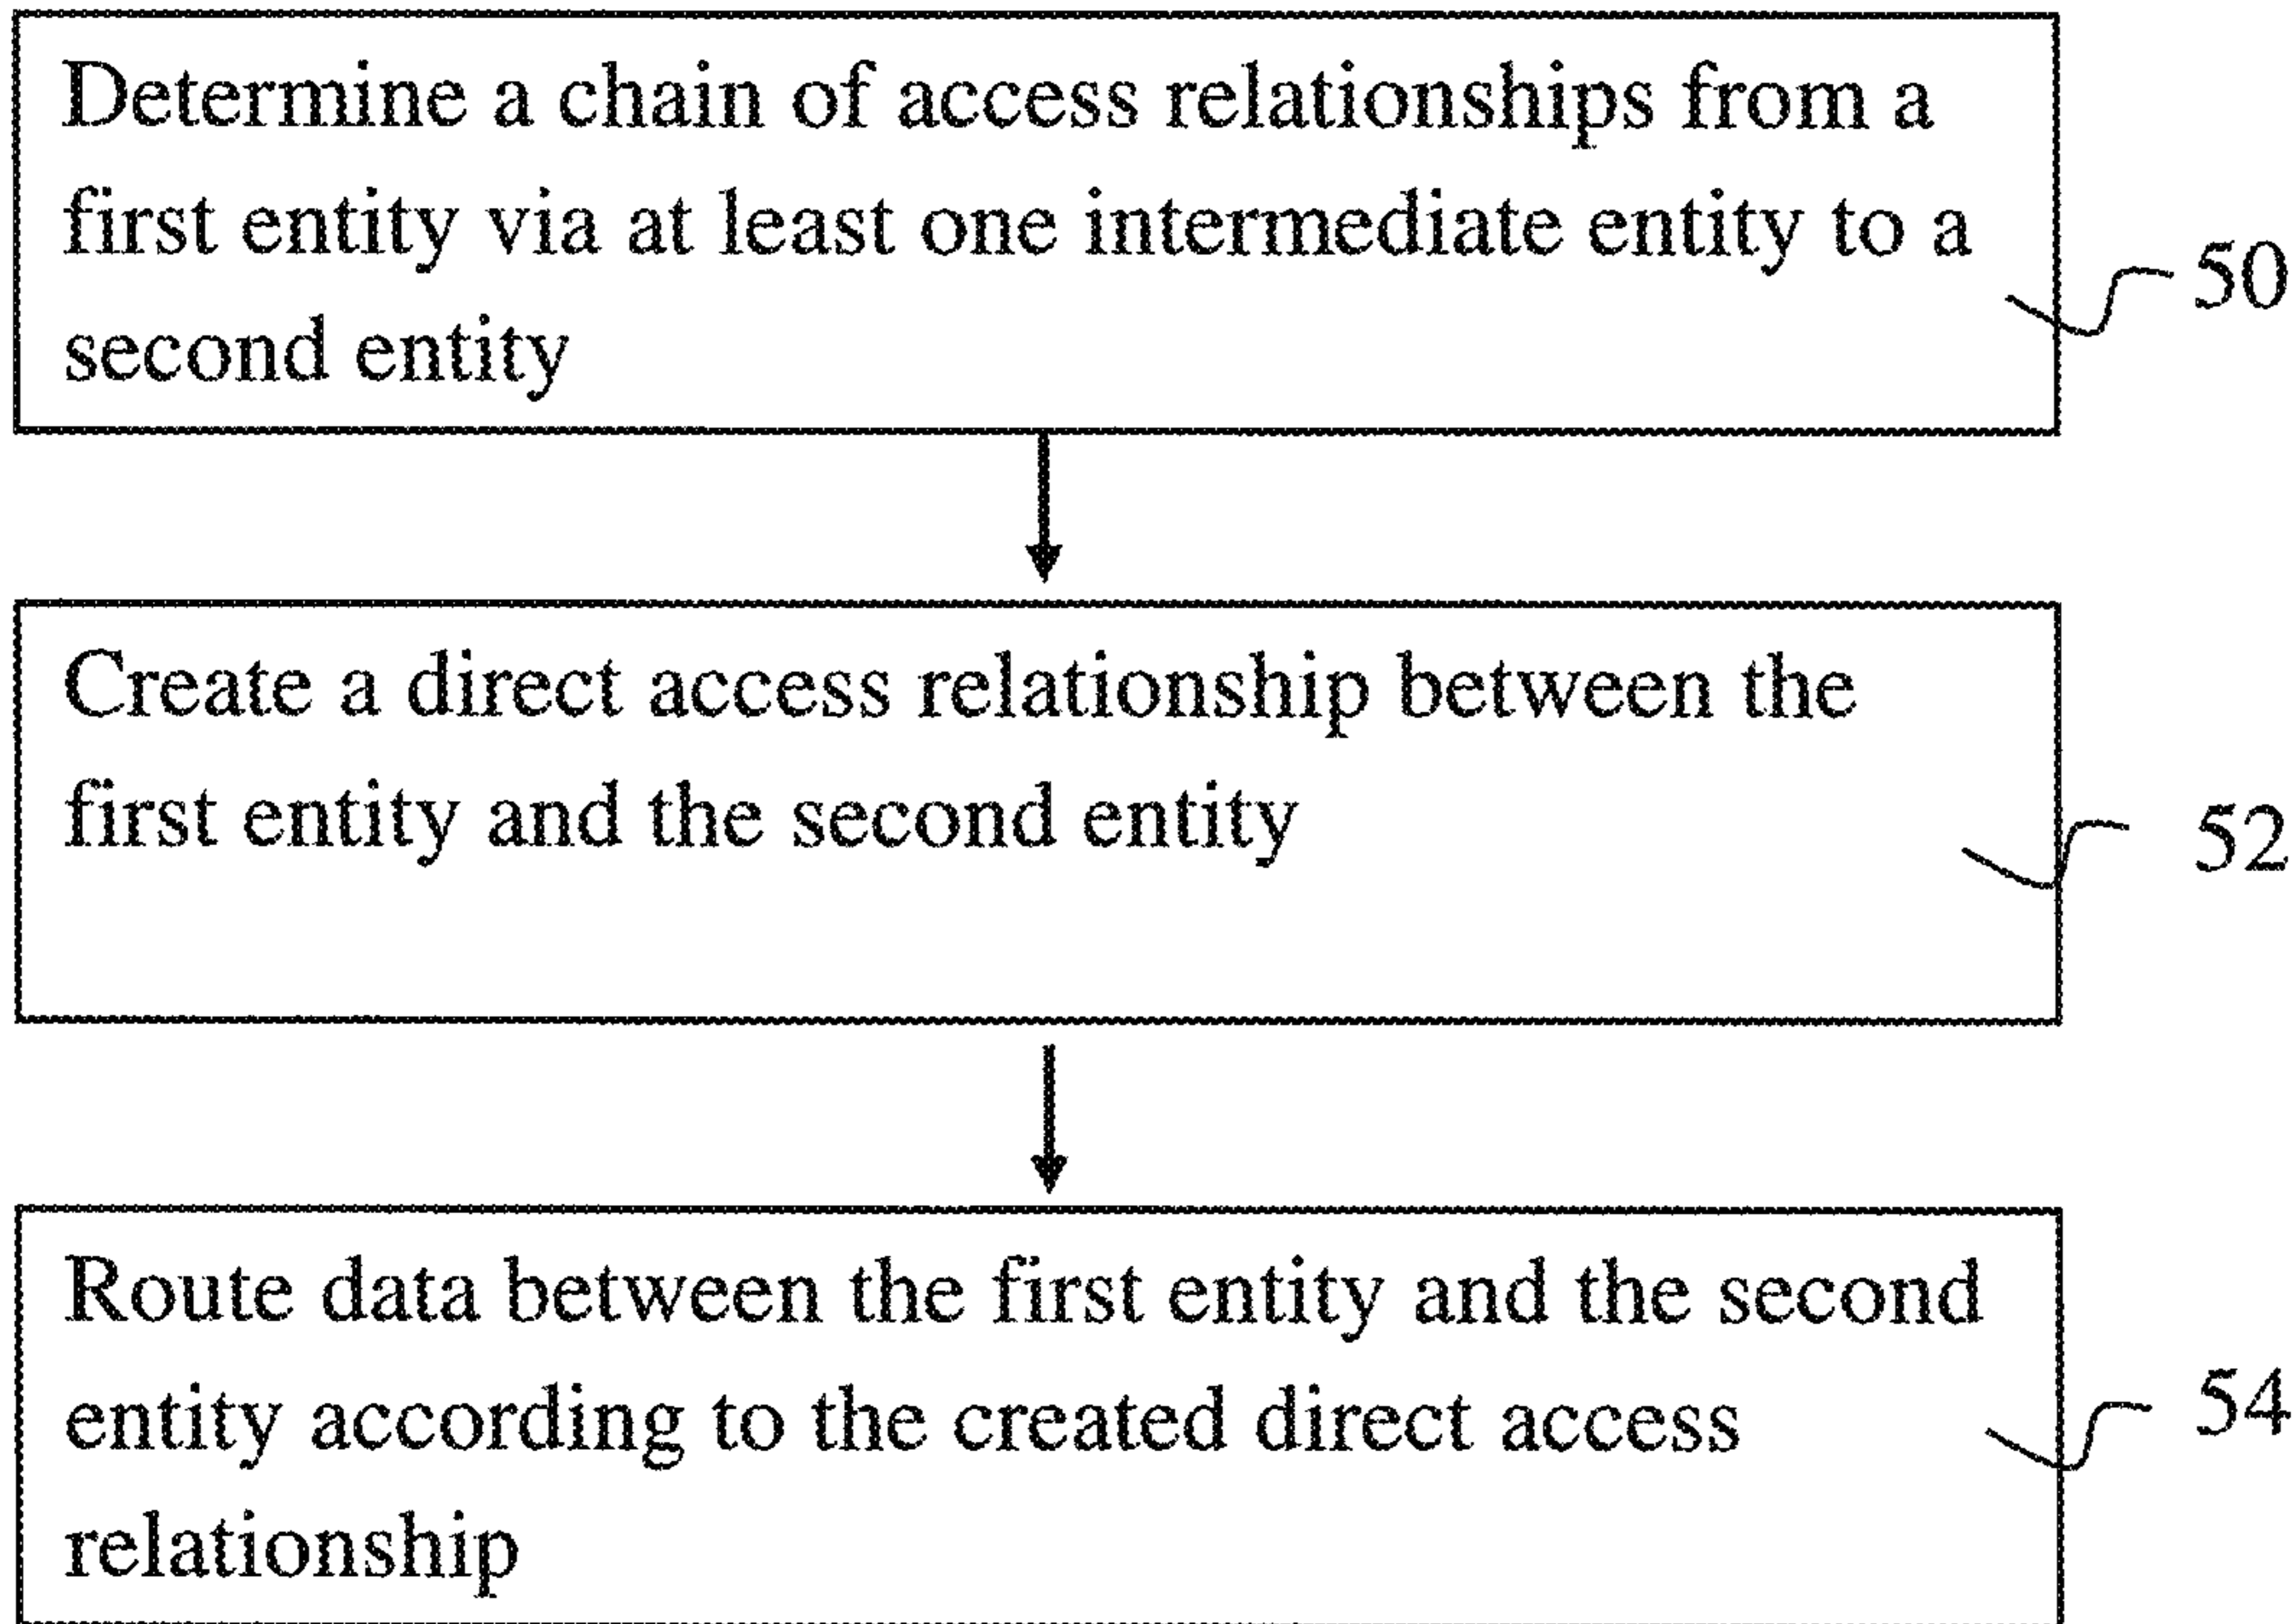 Determine a chain of access relationships from a
first entity via at least one intermediate entity to a
second entity
50
Create a direct access relationship between the
first entity and the second entity
52
Route data between the first entity and the second
entity according to the created direct access
relationship
54